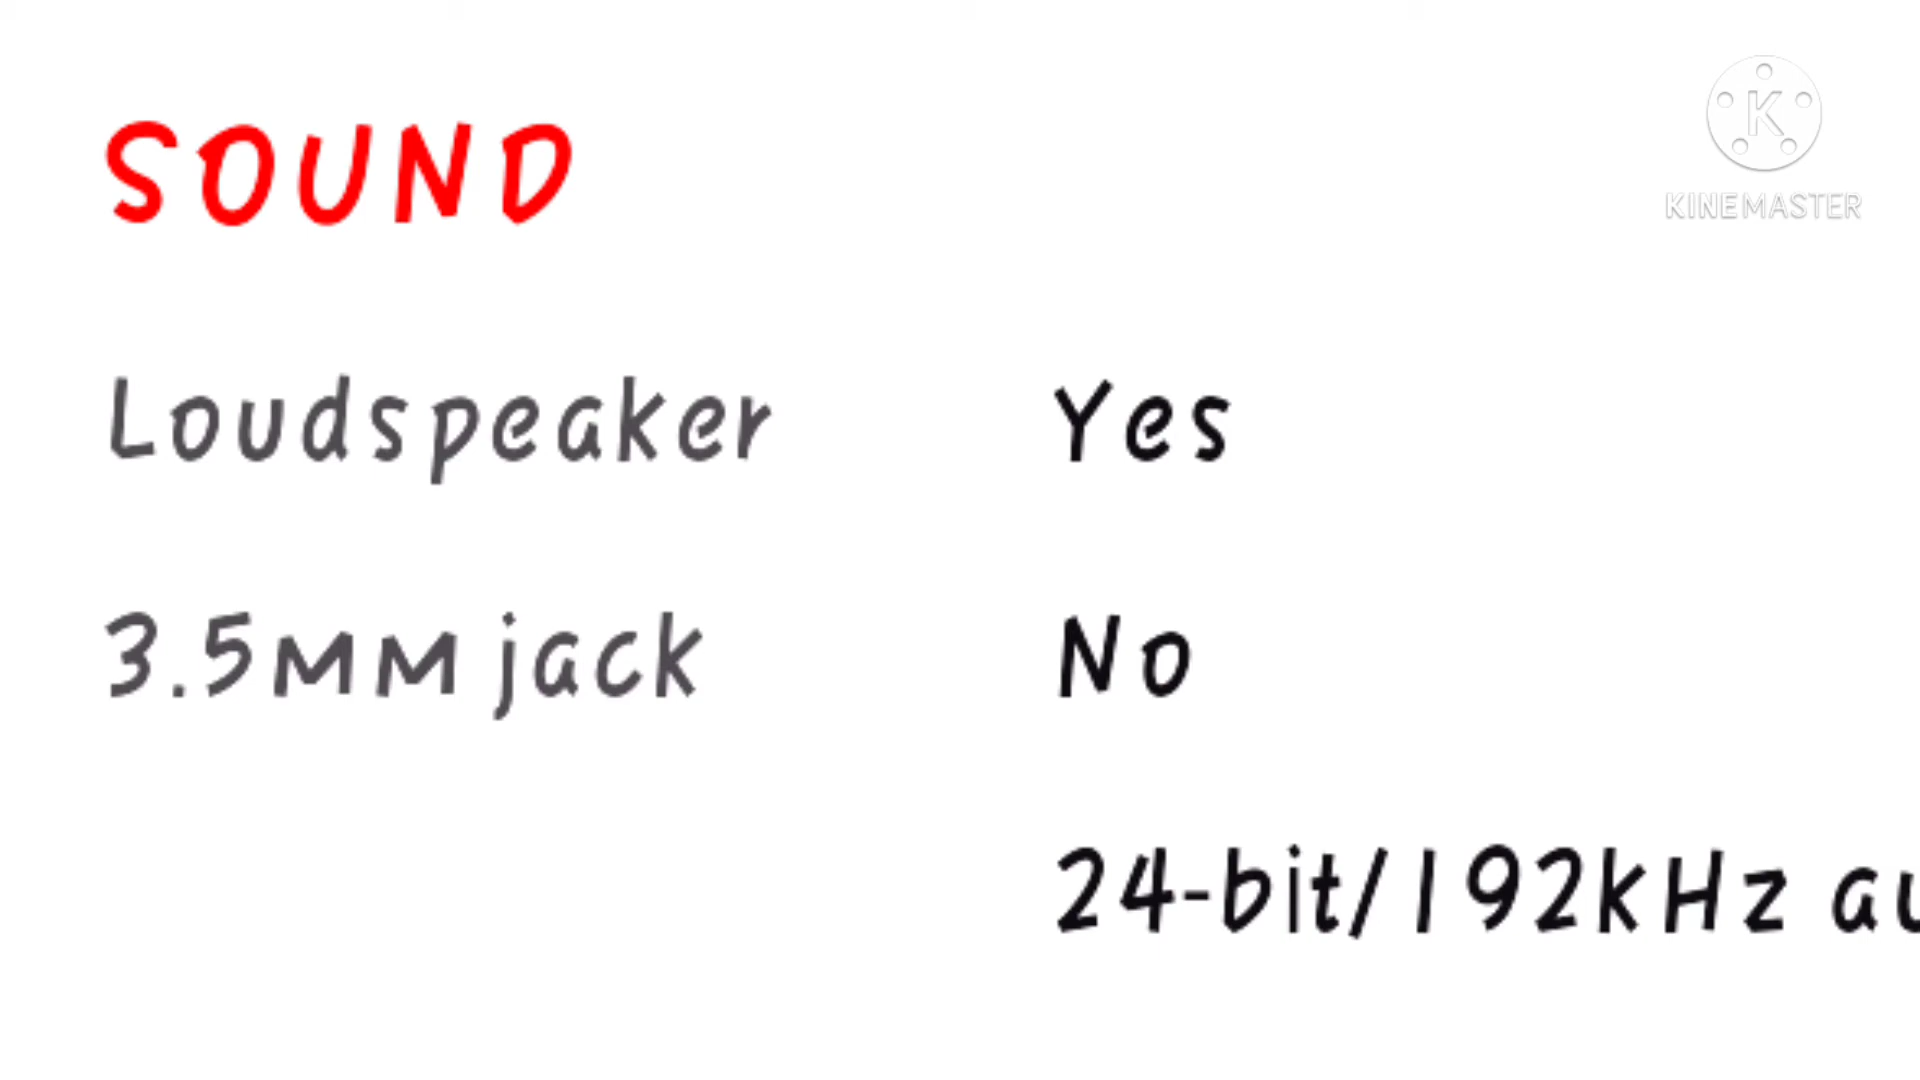 SOUND
K
KINEMASTER
Loudspeaker Yes
3.5mm jack No
24-bit/192kHz